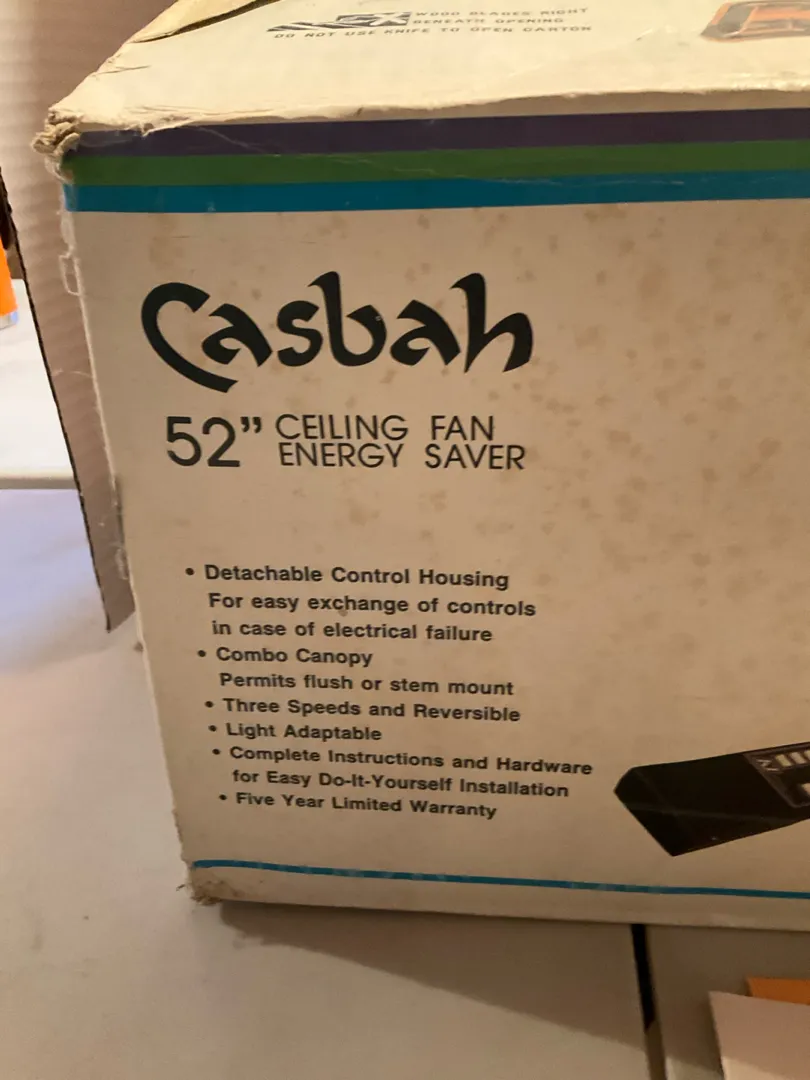 WOOD BLADES RIGHT
BENEATH OPENING
DO NOT USE KNIFE TO OPEN CARTON
Casbah
52” CEILING FAN
ENERGY SAVER
• Detachable Control Housing
For easy exchange of controls
in case of electrical failure
• Combo Canopy
Permits flush or stem mount
• Three Speeds and Reversible
• Light Adaptable
• Complete Instructions and Hardware
for Easy Do-It-Yourself Installation
• Five Year Limited Warranty